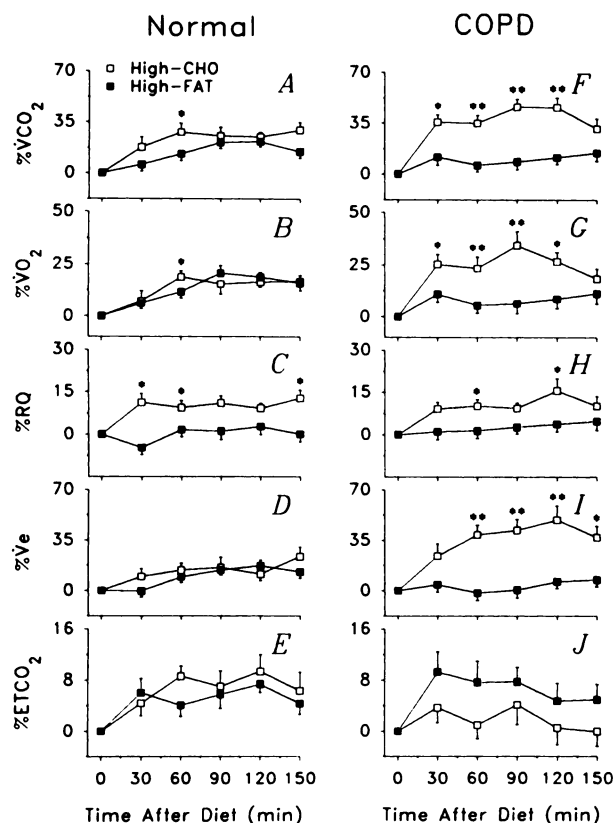 Normal
COPD
High-CHO
High-FAT
A
F
%V̇CO₂
70
35
0
70
35
0
* ** ** **
*
B
G
%V̇O₂
50
25
0
50
25
0
* ** ** *
*
C
H
%RQ
30
15
0
30
15
0
* * *
* *
D
I
%V̇e
70
35
0
70
35
0
** ** ** *
E
J
%ETCO₂
16
8
0
16
8
0
0 30 60 90 120 150
0 30 60 90 120 150
Time After Diet (min)
Time After Diet (min)